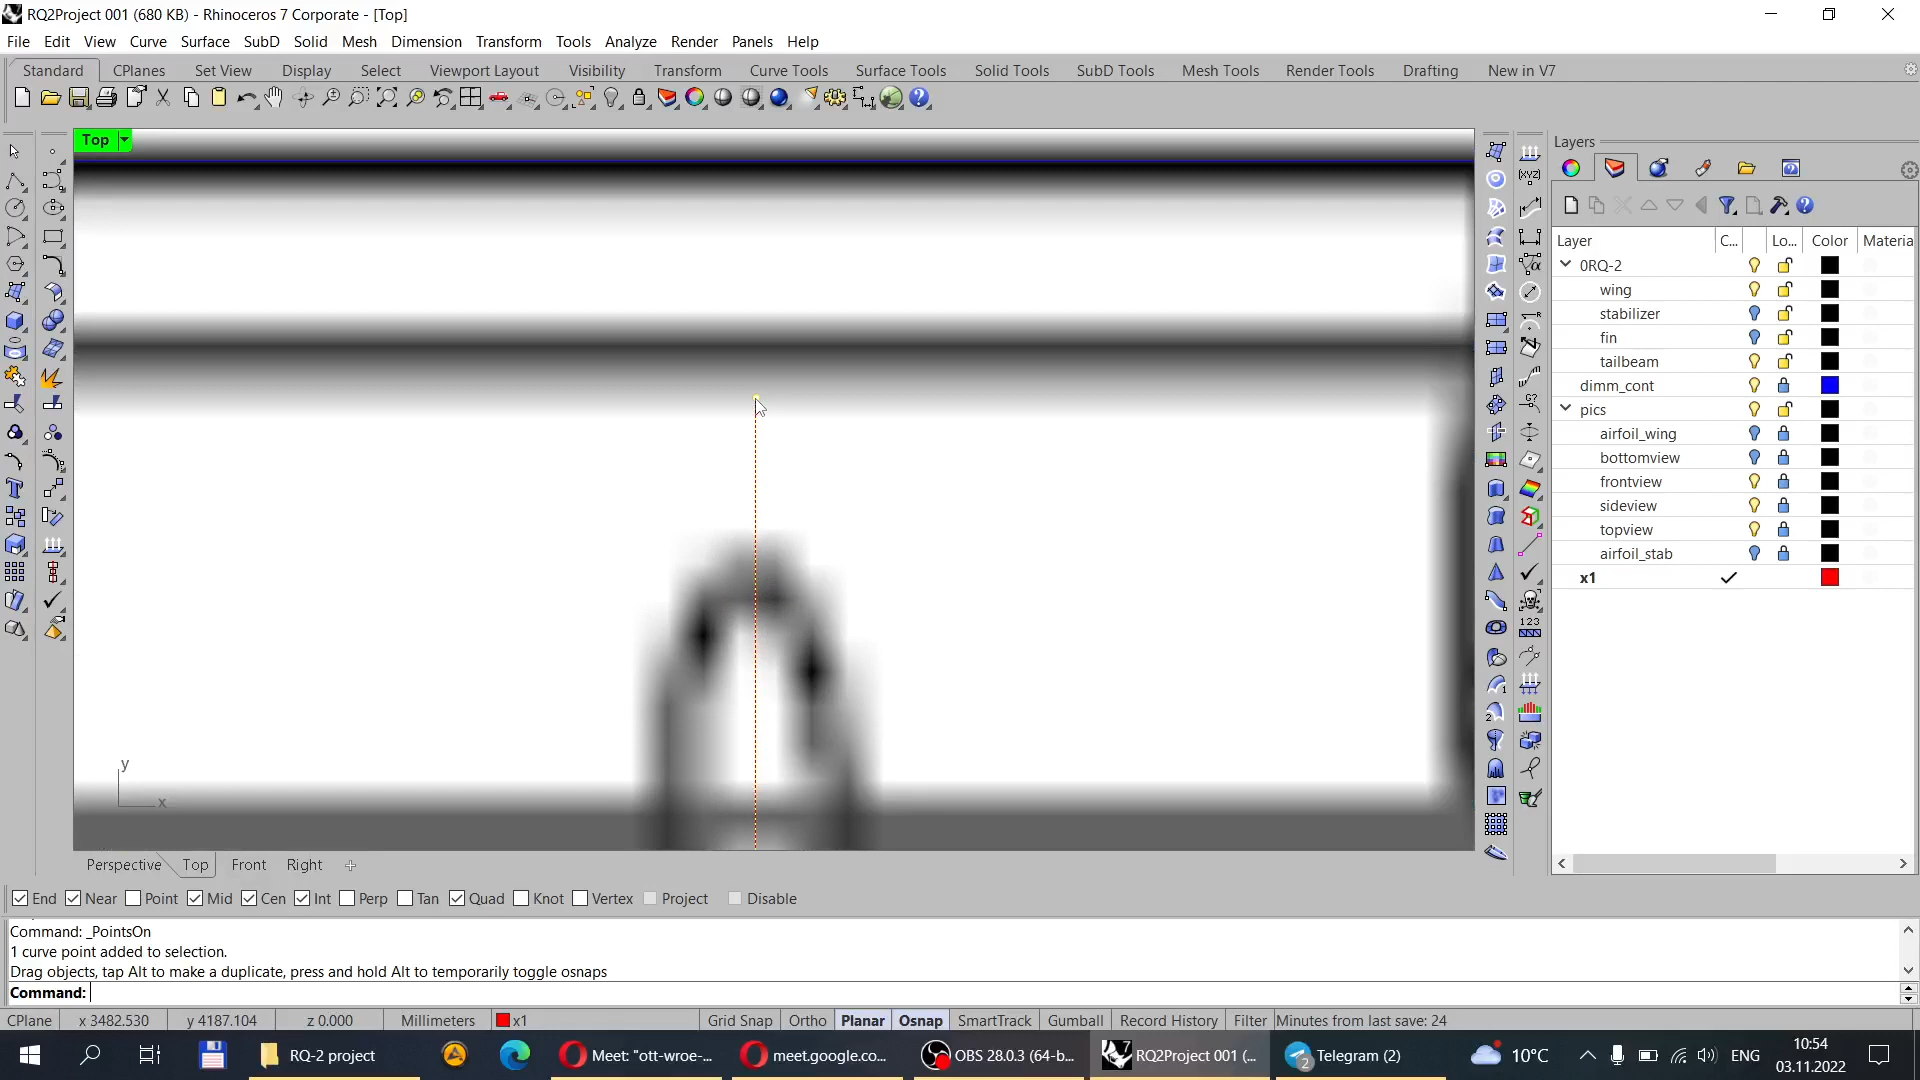 RQ2Project 001 (680 KB) - Rhinoceros 7 Corporate - [Top]
File Edit View Curve Surface SubD Solid Mesh Dimension Transform Tools Analyze Render Panels Help
Standard CPlanes Set View Display Select Viewport Layout Visibility Transform Curve Tools Surface Tools Solid Tools SubD Tools Mesh Tools Render Tools Drafting New in V7
Top
Layers
Layer C... Lo... Color Materia
0RQ-2
wing
stabilizer
fin
tailbeam
dimm_cont
pics
airfoil_wing
bottomview
frontview
sideview
topview
airfoil_stab
x1
y
x
Perspective Top Front Right
End Near Point Mid Cen Int Perp Tan Quad Knot Vertex Project Disable
Command: _PointsOn
1 curve point added to selection.
Drag objects, tap Alt to make a duplicate, press and hold Alt to temporarily toggle osnaps
Command:
CPlane x 3482.530 y 4187.104 z 0.000 Millimeters x1 Grid Snap Ortho Planar Osnap SmartTrack Gumball Record History Filter Minutes from last save: 24
RQ-2 project Meet: "ott-wroe-... meet.google.co... OBS 28.0.3 (64-b... RQ2Project 001 (... Telegram (2) 10°C ENG 10:54
03.11.2022